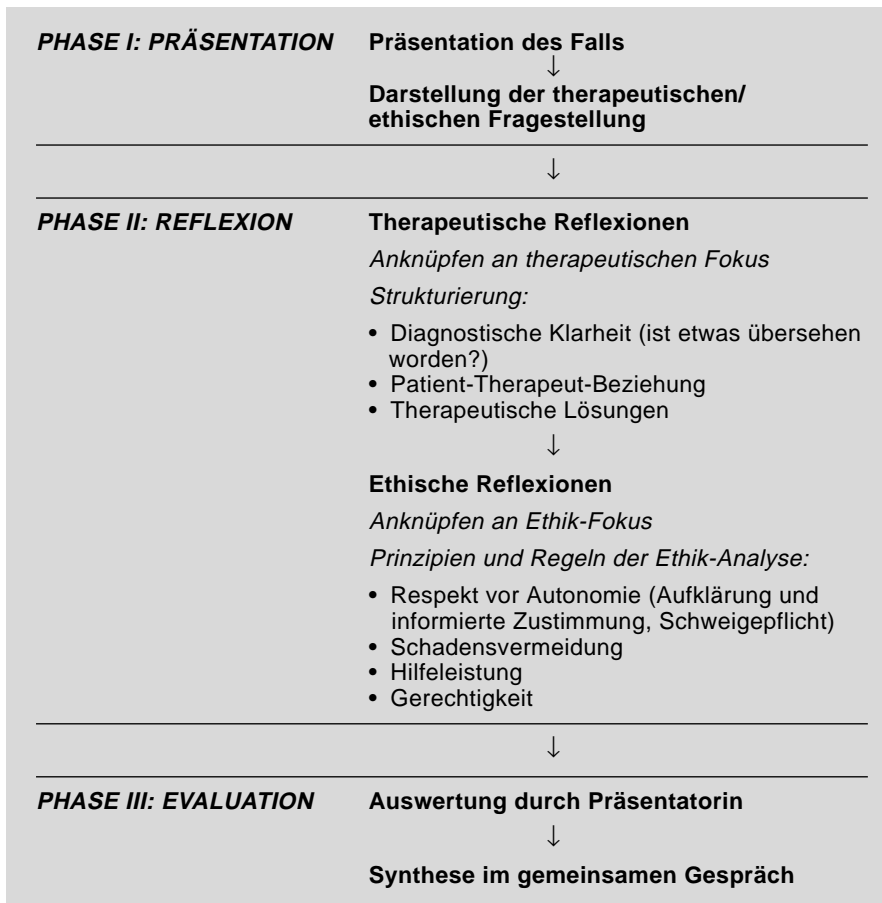 PHASE I: PRÄSENTATION Präsentation des Falls
↓
Darstellung der therapeutischen/
ethischen Fragestellung
↓
PHASE II: REFLEXION Therapeutische Reflexionen
Anknüpfen an therapeutischen Fokus
Strukturierung:
• Diagnostische Klarheit (ist etwas übersehen
worden?)
• Patient-Therapeut-Beziehung
• Therapeutische Lösungen
↓
Ethische Reflexionen
Anknüpfen an Ethik-Fokus
Prinzipien und Regeln der Ethik-Analyse:
• Respekt vor Autonomie (Aufklärung und
informierte Zustimmung, Schweigepflicht)
• Schadensvermeidung
• Hilfeleistung
• Gerechtigkeit
↓
PHASE III: EVALUATION Auswertung durch Präsentatorin
↓
Synthese im gemeinsamen Gespräch